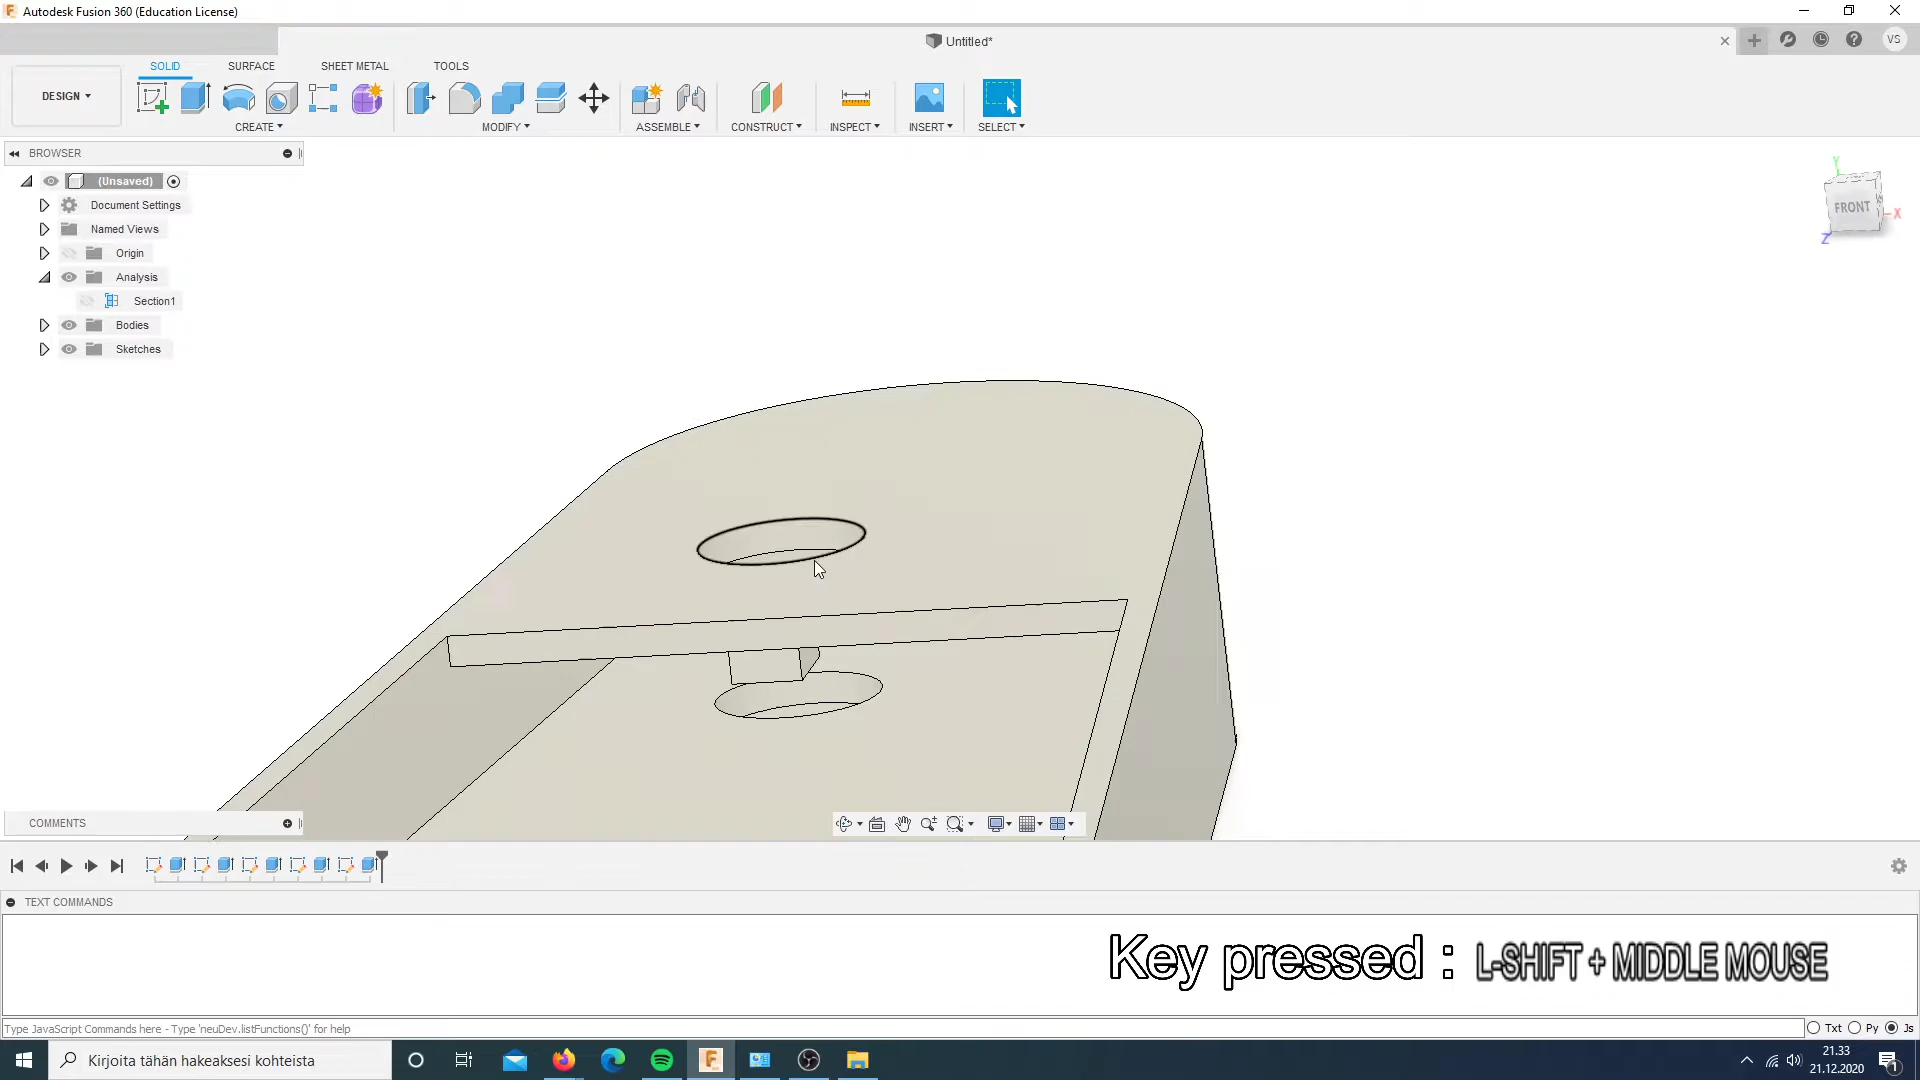 Autodesk Fusion 360 (Education License)
Untitled*
VS
DESIGN
SOLID
SURFACE
SHEET METAL
TOOLS
CREATE
MODIFY
ASSEMBLE
CONSTRUCT
INSPECT
INSERT
SELECT
BROWSER
(Unsaved)
Document Settings
Named Views
Origin
Analysis
Section1
Bodies
Sketches
Y
FRONT
X
Z
COMMENTS
TEXT COMMANDS
Key pressed : L-SHIFT + MIDDLE MOUSE
Type JavaScript Commands here - Type 'neuDev.listFunctions()' for help
Txt Py Js
Kirjoita tähän hakeaksesi kohteista
21.33
21.12.2020
1